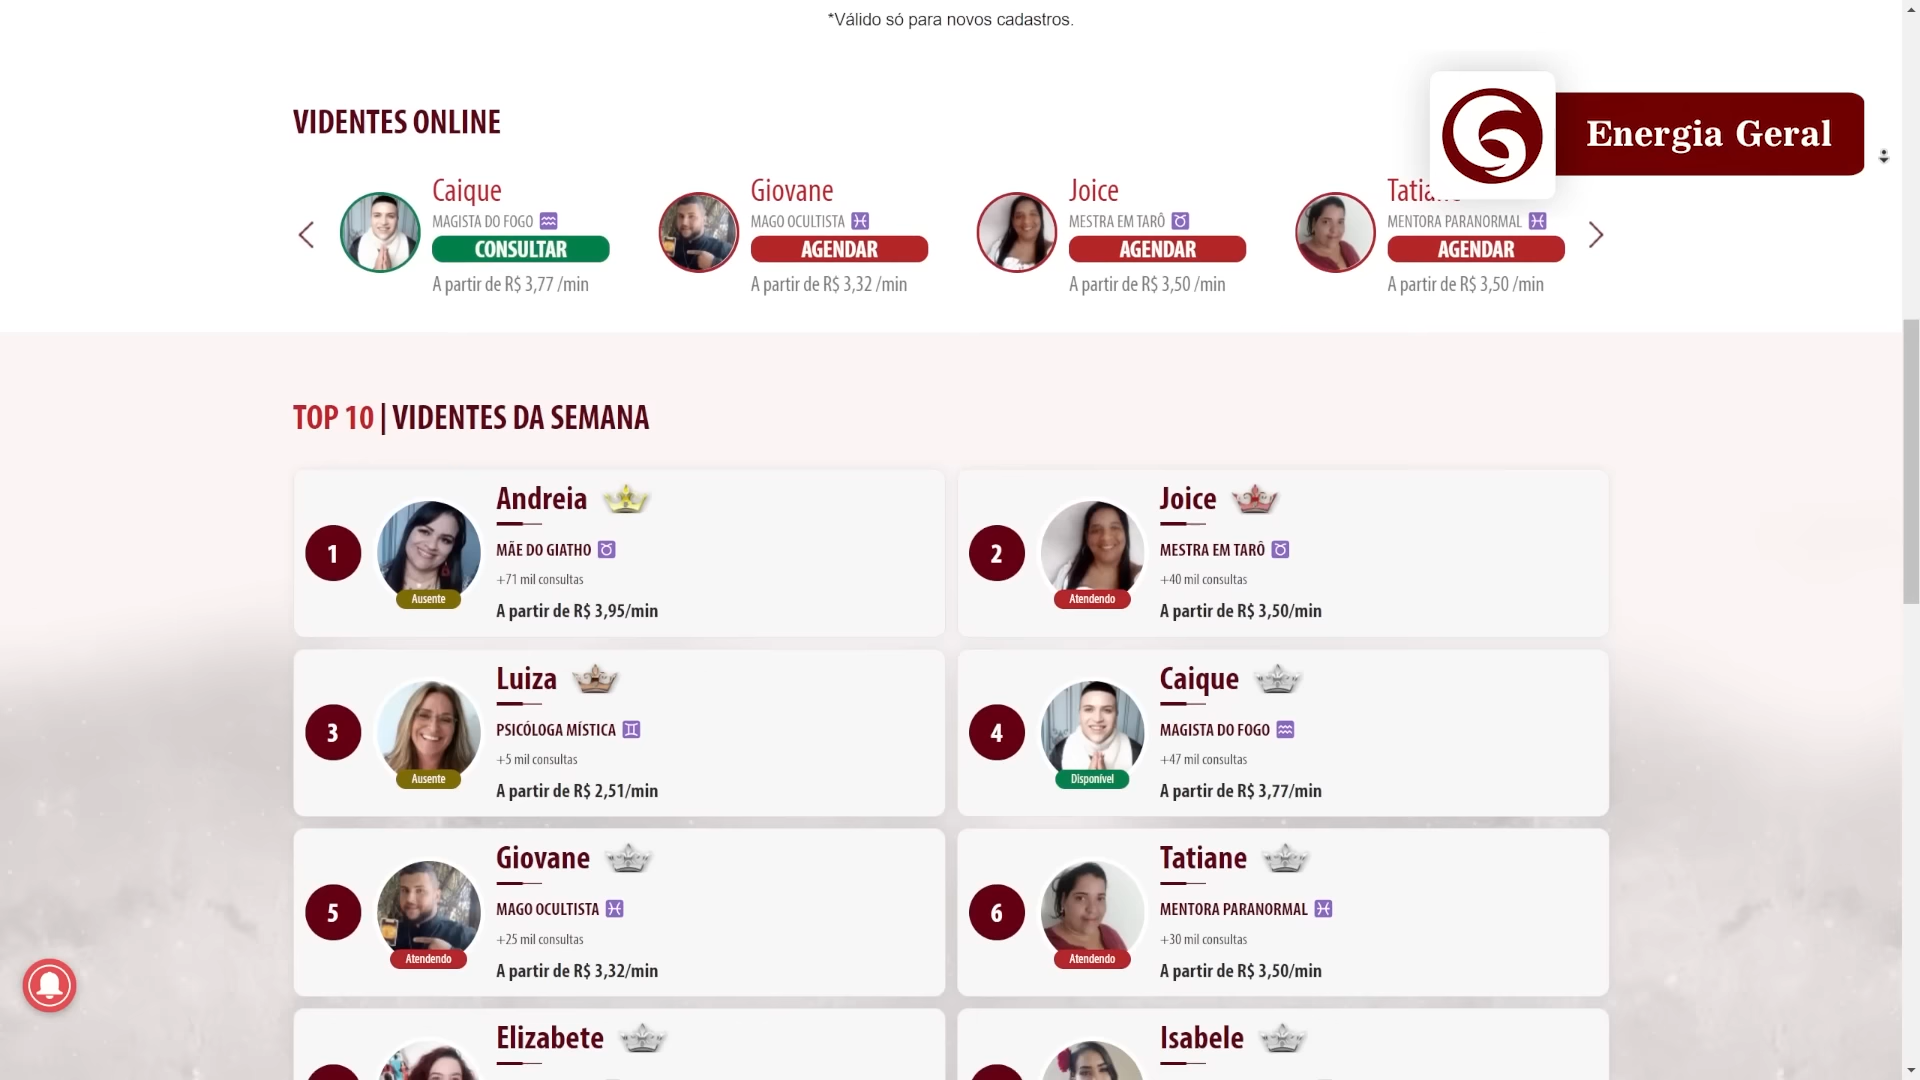 *Válido só para novos cadastros.
Energia Geral
VIDENTES ONLINE
Caique
MAGISTA DO FOGO ♒
CONSULTAR
A partir de R$ 3,77 /min
Giovane
MAGO OCULTISTA ♓
AGENDAR
A partir de R$ 3,32 /min
Joice
MESTRA EM TARÔ ♉
AGENDAR
A partir de R$ 3,50 /min
MENTORA PARANORMAL ♓
AGENDAR
A partir de R$ 3,50 /min
TOP 10 | VIDENTES DA SEMANA
1
Andreia
MÃE DO GIATHO ♉
+71 mil consultas
A partir de R$ 3,95/min
Ausente
2
Joice
MESTRA EM TARÔ ♉
+40 mil consultas
A partir de R$ 3,50/min
Atendendo
3
Luiza
PSICÓLOGA MÍSTICA ♊
+5 mil consultas
A partir de R$ 2,51/min
Ausente
4
Caique
MAGISTA DO FOGO ♒
+47 mil consultas
A partir de R$ 3,77/min
Disponível
5
Giovane
MAGO OCULTISTA ♓
+25 mil consultas
A partir de R$ 3,32/min
Atendendo
6
Tatiane
MENTORA PARANORMAL ♓
+30 mil consultas
A partir de R$ 3,50/min
Atendendo
Elizabete
Isabele